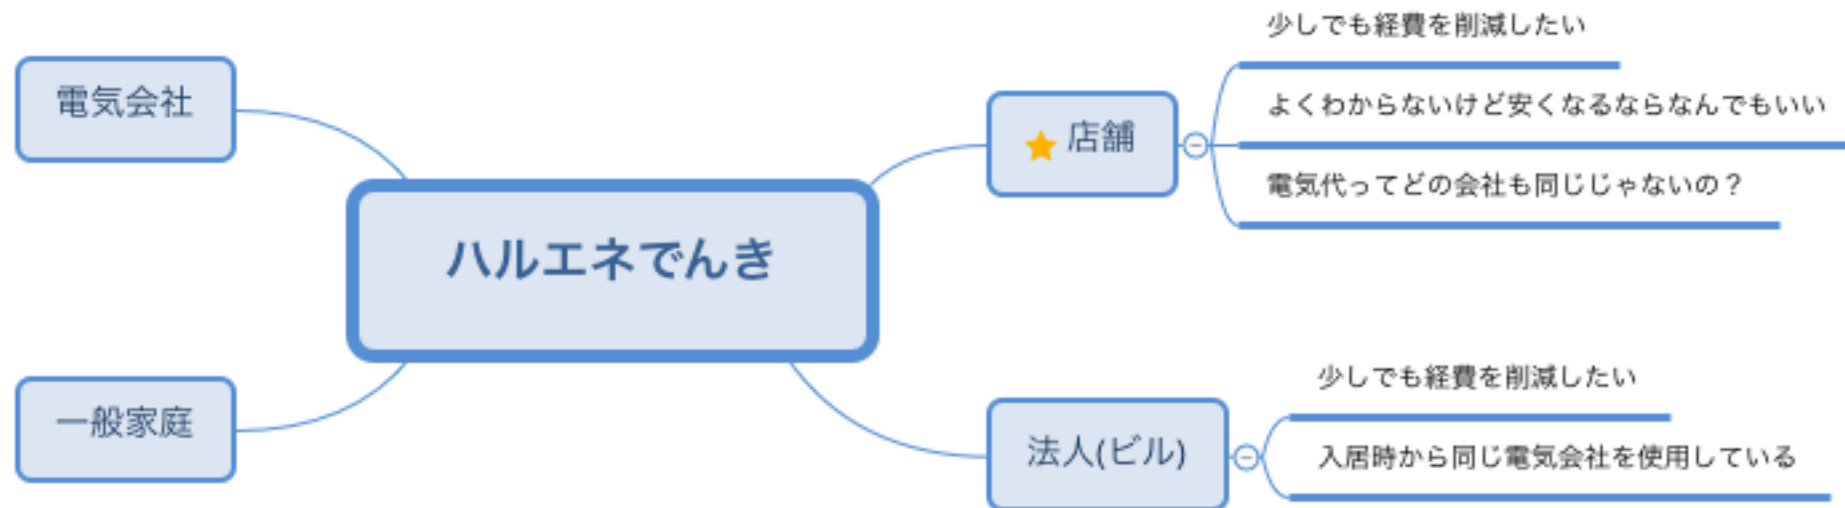 電気会社
一般家庭
ハルエネでんき
店舗
少しでも経費を削減したい
よくわからないけど安くなるならなんでもいい
電気代ってどの会社も同じじゃないの？
法人(ビル)
少しでも経費を削減したい
入居時から同じ電気会社を使用している